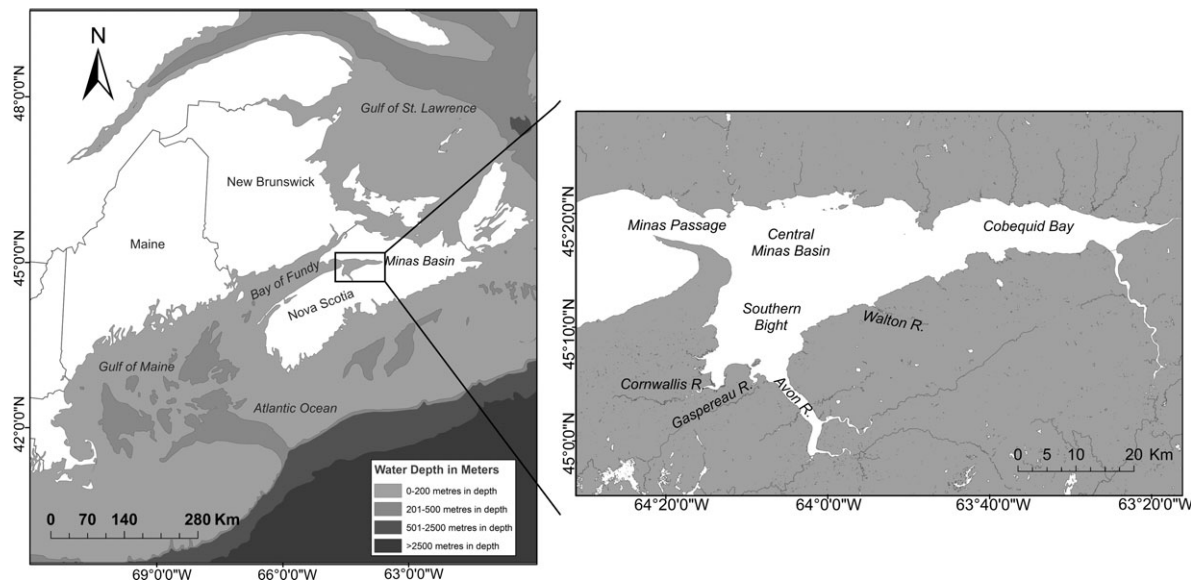 N
48°0'0"N
45°0'0"N
42°0'0"N
Gulf of St. Lawrence
New Brunswick
Maine
Minas Basin
Bay of Fundy
Nova Scotia
Gulf of Maine
Atlantic Ocean
Water Depth in Meters
0-200 metres in depth
201-500 metres in depth
501-2500 metres in depth
>2500 metres in depth
0 70 140 280 Km
69°0'0"W 66°0'0"W 63°0'0"W
45°20'0"N
45°10'0"N
45°0'0"N
Minas Passage
Central
Minas Basin
Cobequid Bay
Southern
Bight
Walton R.
Cornwallis R.
Gaspereau R.
Avon R.
0 5 10 20 Km
64°20'0"W 64°0'0"W 63°40'0"W 63°20'0"W